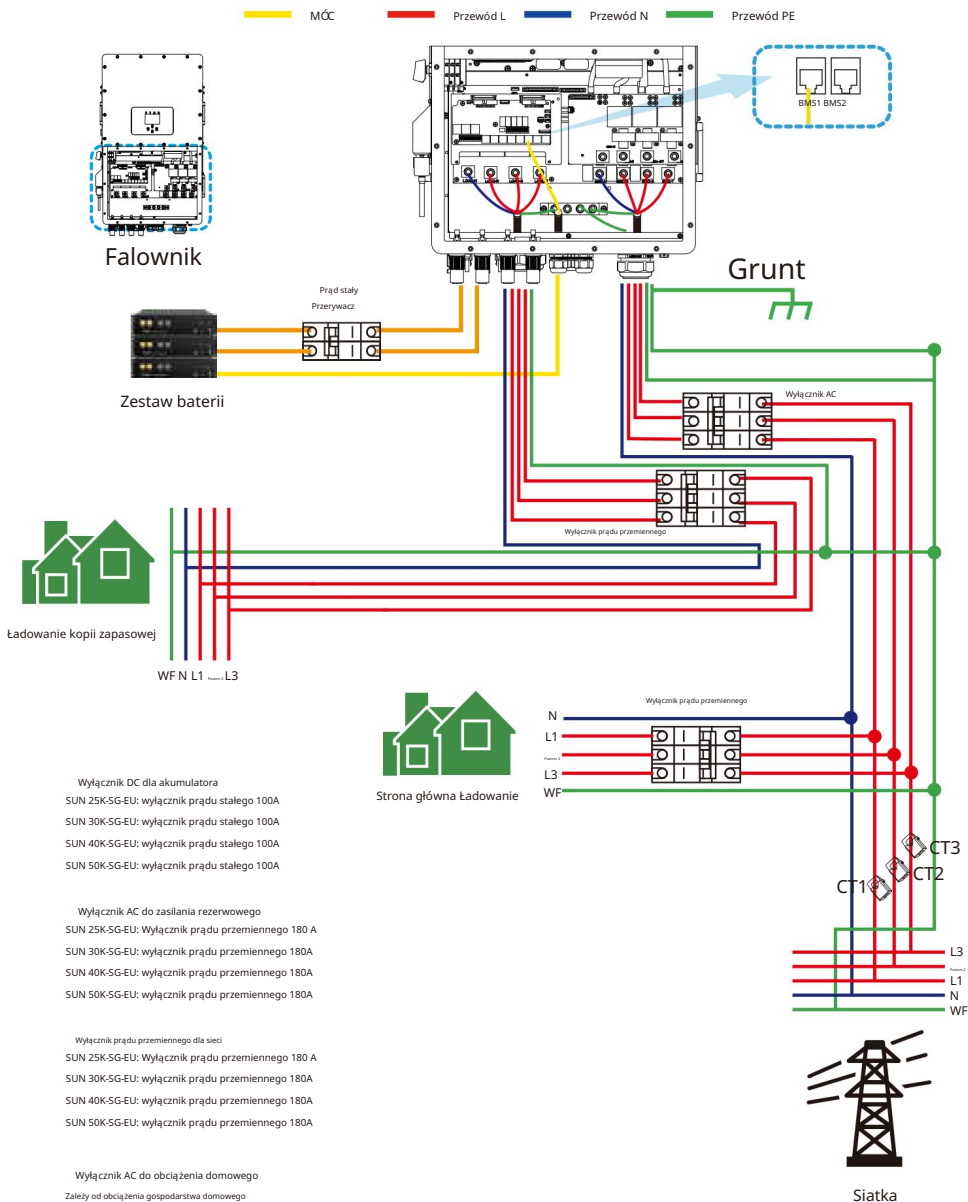 MÓC
Przewód L
Przewód N
Przewód PE
BMS1 BMS2
Falownik
Grunt
Prąd stały
Przerywacz
Zestaw baterii
Wyłącznik AC
Wyłącznik prądu przemiennego
Ładowanie kopii zapasowej
WF N L1 Poziom 2 L3
Wyłącznik prądu przemiennego
N
L1
Poziom 2
L3
WF
Strona główna Ładowanie
Wyłącznik DC dla akumulatora
SUN 25K-SG-EU: wyłącznik prądu stałego 100A
SUN 30K-SG-EU: wyłącznik prądu stałego 100A
SUN 40K-SG-EU: wyłącznik prądu stałego 100A
SUN 50K-SG-EU: wyłącznik prądu stałego 100A
CT3
CT2
CT1
Wyłącznik AC do zasilania rezerwowego
SUN 25K-SG-EU: Wyłącznik prądu przemiennego 180 A
SUN 30K-SG-EU: wyłącznik prądu przemiennego 180A
SUN 40K-SG-EU: wyłącznik prądu przemiennego 180A
SUN 50K-SG-EU: wyłącznik prądu przemiennego 180A
L3
Poziom 2
L1
N
WF
Wyłącznik prądu przemiennego dla sieci
SUN 25K-SG-EU: Wyłącznik prądu przemiennego 180 A
SUN 30K-SG-EU: wyłącznik prądu przemiennego 180A
SUN 40K-SG-EU: wyłącznik prądu przemiennego 180A
SUN 50K-SG-EU: wyłącznik prądu przemiennego 180A
Wyłącznik AC do obciążenia domowego
Zależy od obciążenia gospodarstwa domowego
Siatka